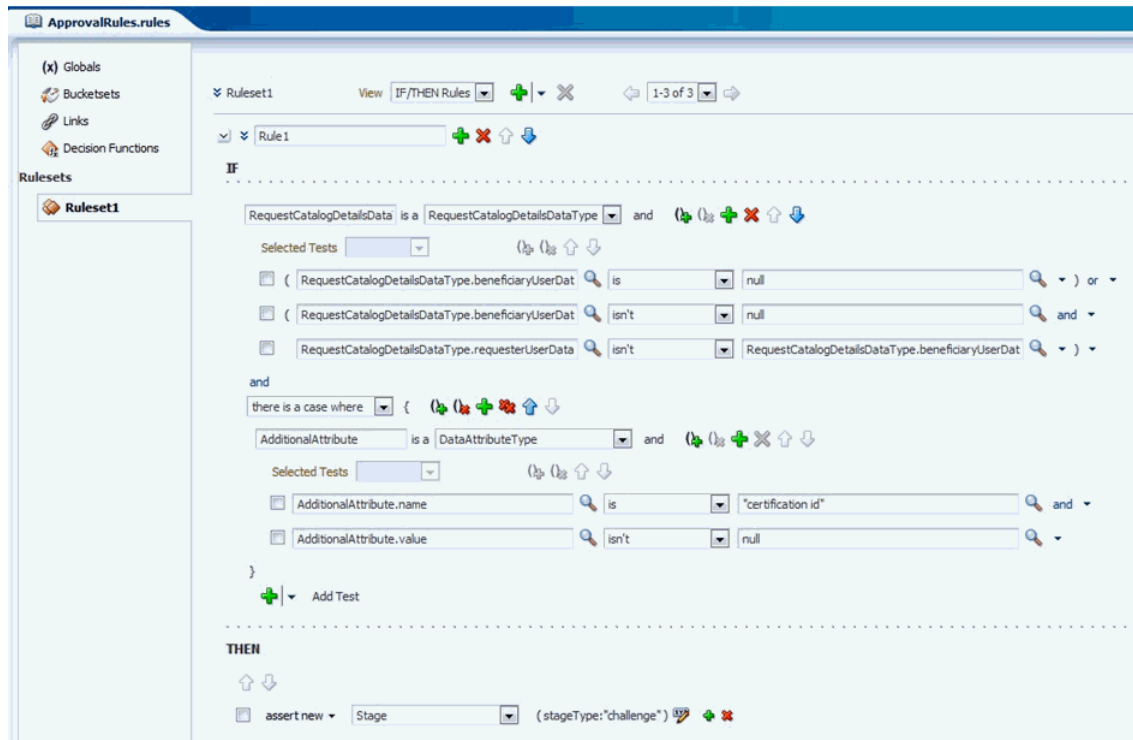 ApprovalRules.rules
(x) Globals
Bucketsets
Links
Decision Functions
Rulesets
Ruleset1
Ruleset1 View IF/THEN Rules 1-3 of 3
Rule1
IF
RequestCatalogDetailsData is a RequestCatalogDetailsDataType and
Selected Tests
( RequestCatalogDetailsDataType.beneficiaryUserDat is null ) or
( RequestCatalogDetailsDataType.beneficiaryUserDat isn't null and
RequestCatalogDetailsDataType.requesterUserData isn't RequestCatalogDetailsDataType.beneficiaryUserDat )
and
there is a case where {
AdditionalAttribute is a DataAttributeType and
Selected Tests
AdditionalAttribute.name is "certification id" and
AdditionalAttribute.value isn't null
}
Add Test
THEN
assert new Stage (stageType:"challenge")